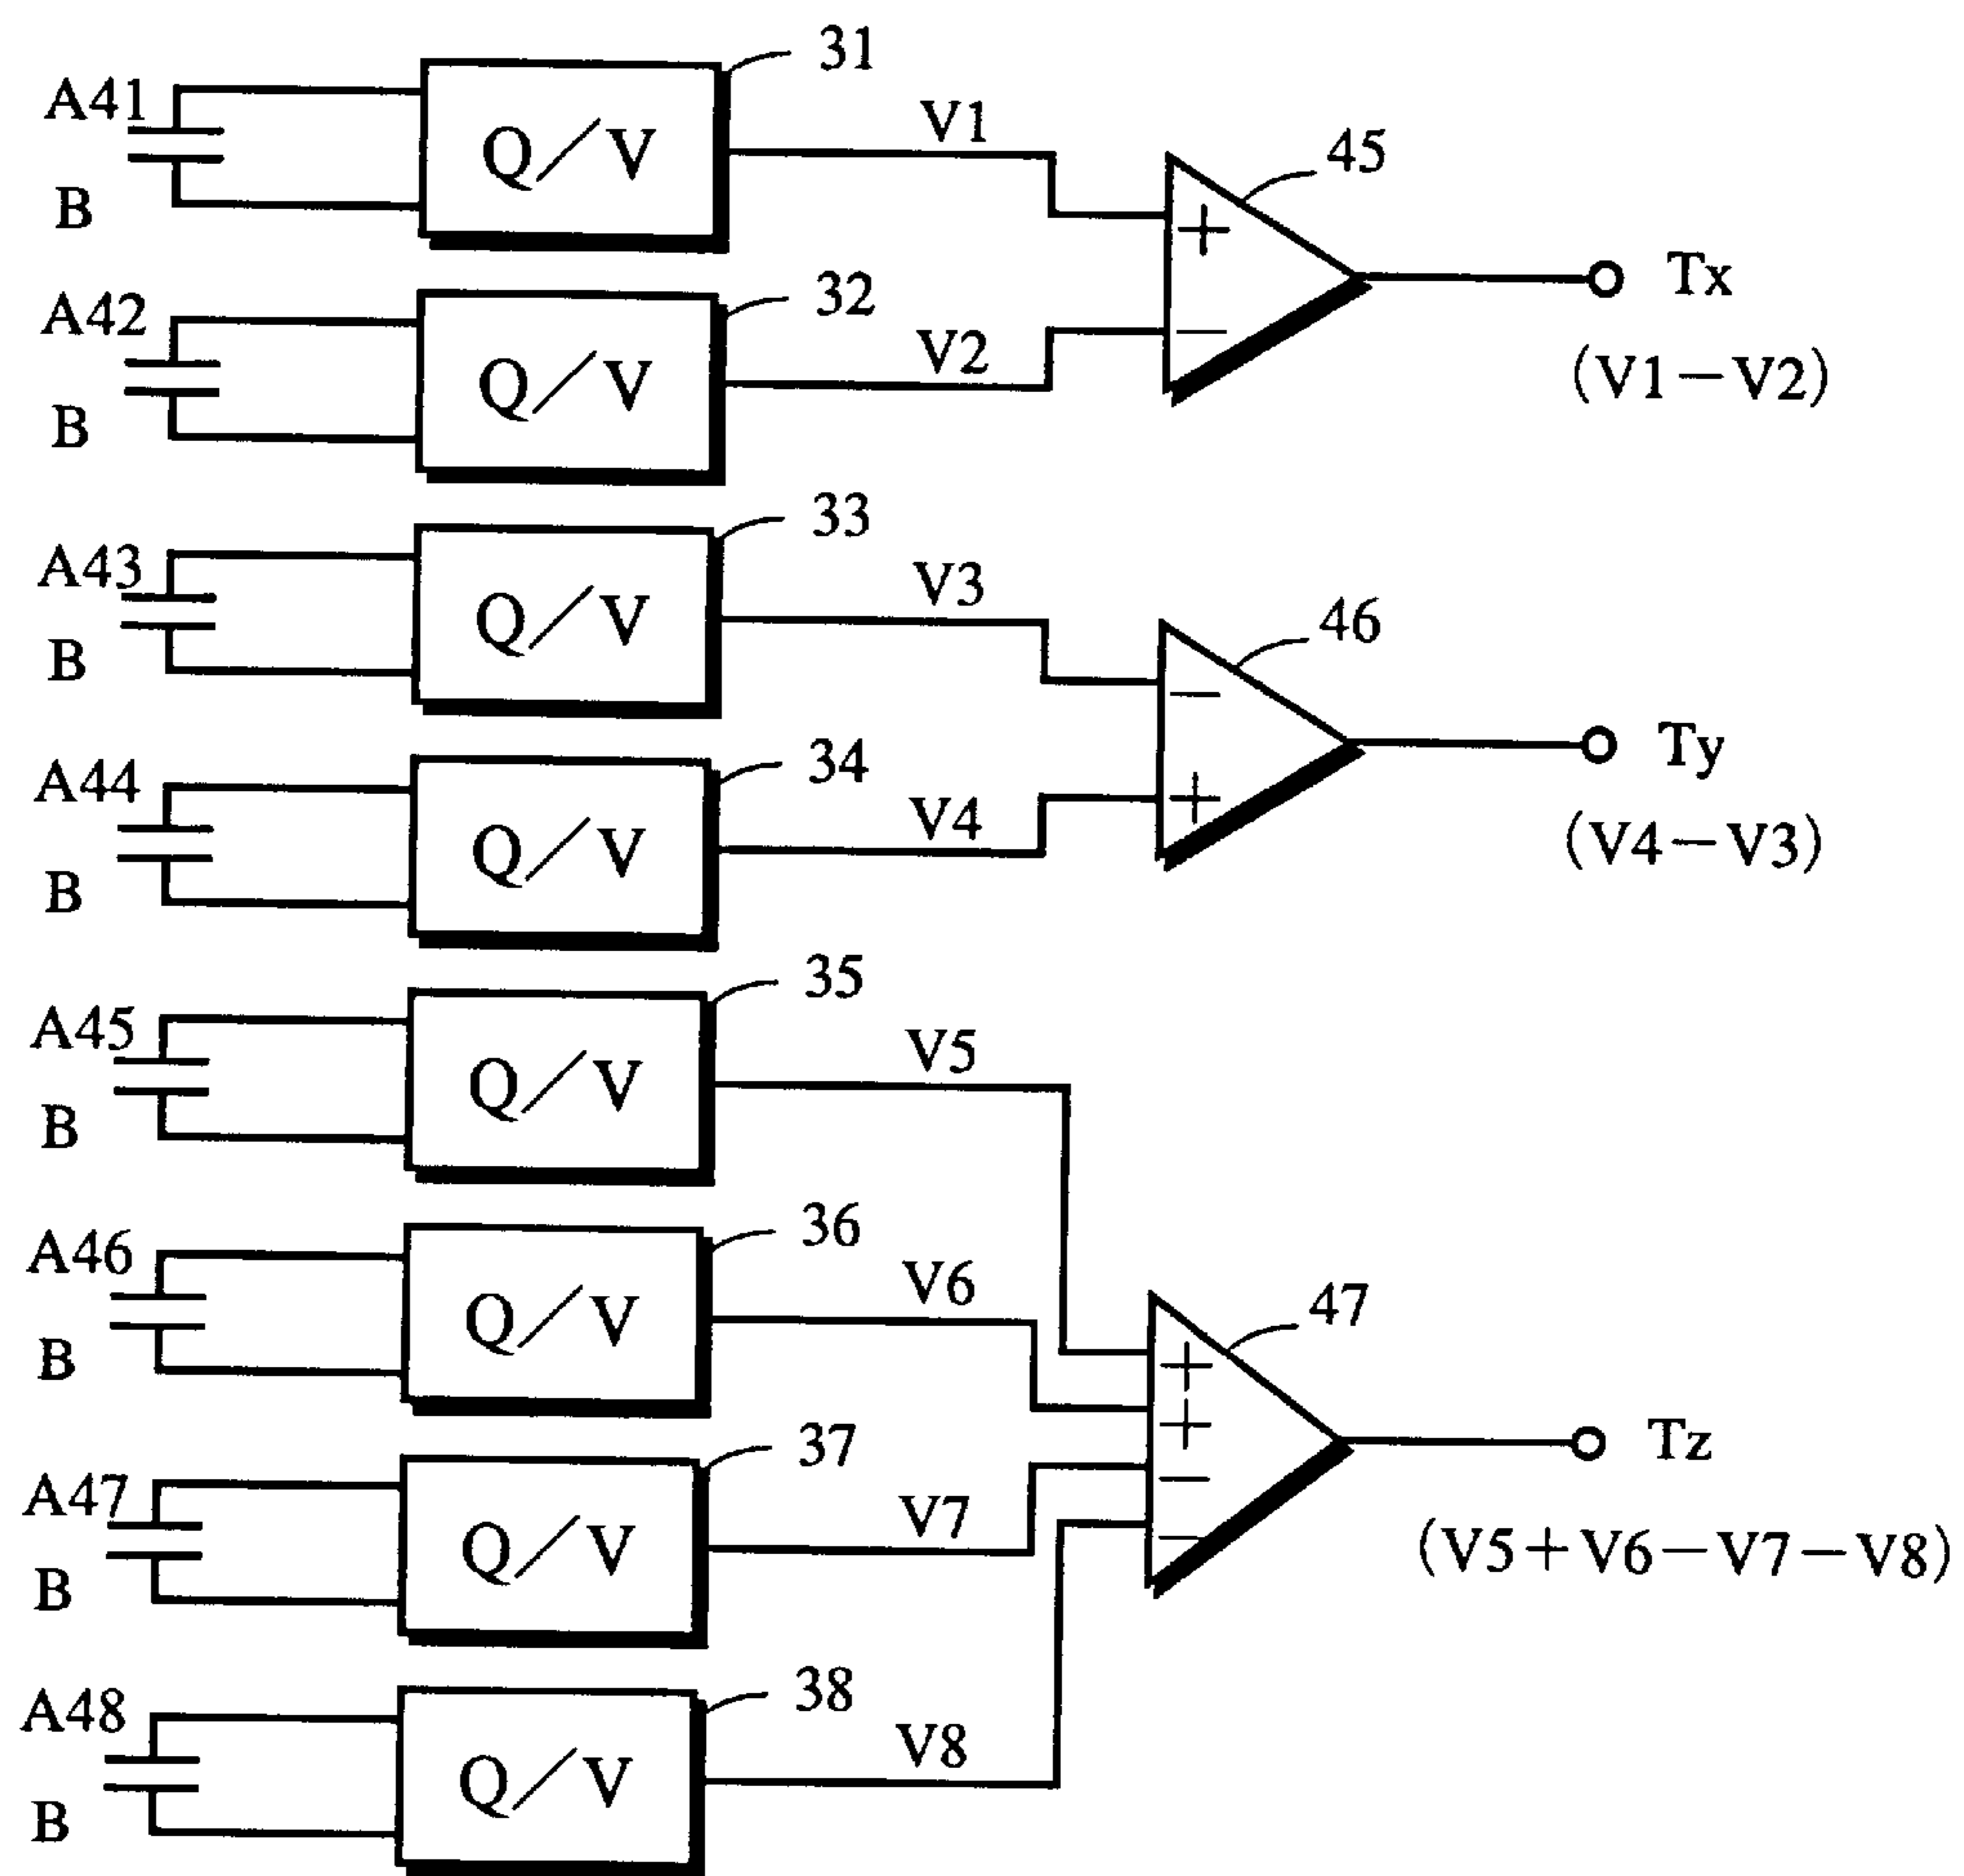 A41
B
Q/V
31
V1
45
+
−
Tx
(V1−V2)
A42
B
Q/V
32
V2
A43
B
Q/V
33
V3
46
−
+
Ty
(V4−V3)
A44
B
Q/V
34
V4
A45
B
Q/V
35
V5
A46
B
Q/V
36
V6
47
+
+
−
−
Tz
(V5+V6−V7−V8)
A47
B
Q/V
37
V7
A48
B
Q/V
38
V8